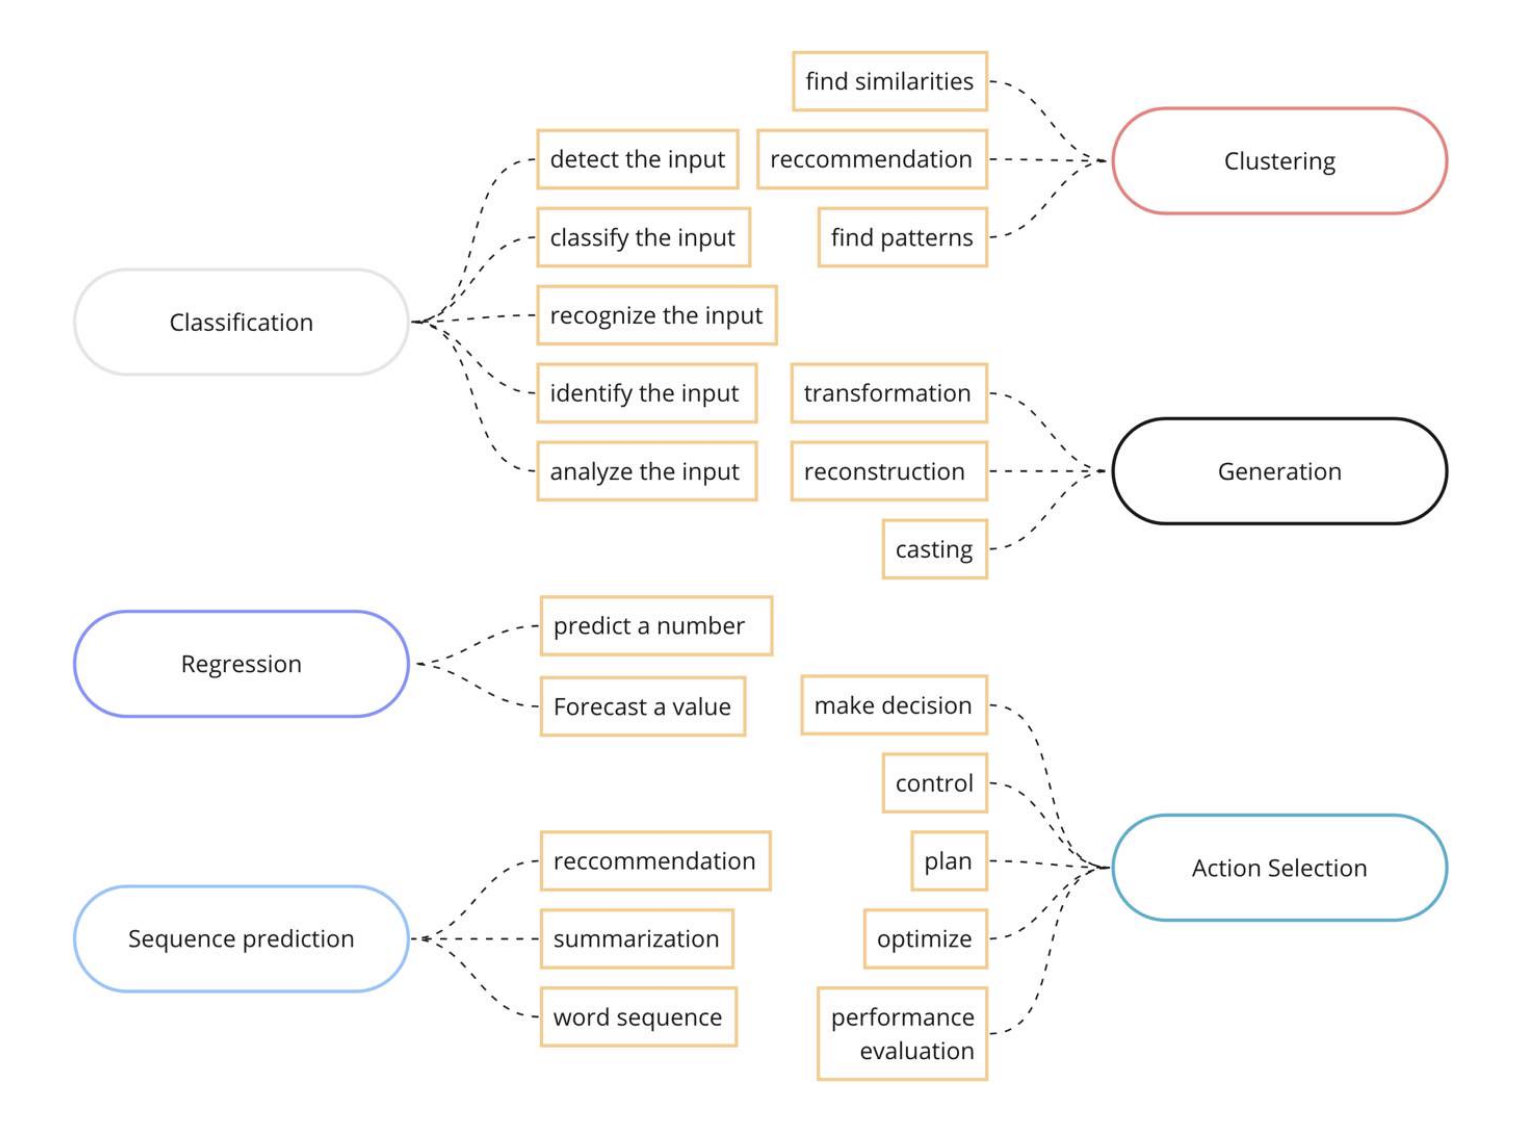 Classification
detect the input
classify the input
recognize the input
identify the input
analyze the input
Regression
predict a number
Forecast a value
Sequence prediction
reccommendation
summarization
word sequence
find similarities
reccommendation
find patterns
Clustering
transformation
reconstruction
casting
Generation
make decision
control
plan
optimize
performance
evaluation
Action Selection